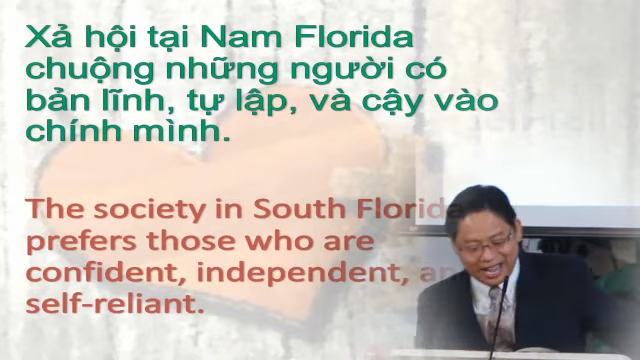 Xả hội tại Nam Florida
chuộng những người có
bản lĩnh, tự lập, và cậy vào
chính mình.
The society in South Florida
prefers those who are
confident, independent, and
self-reliant.